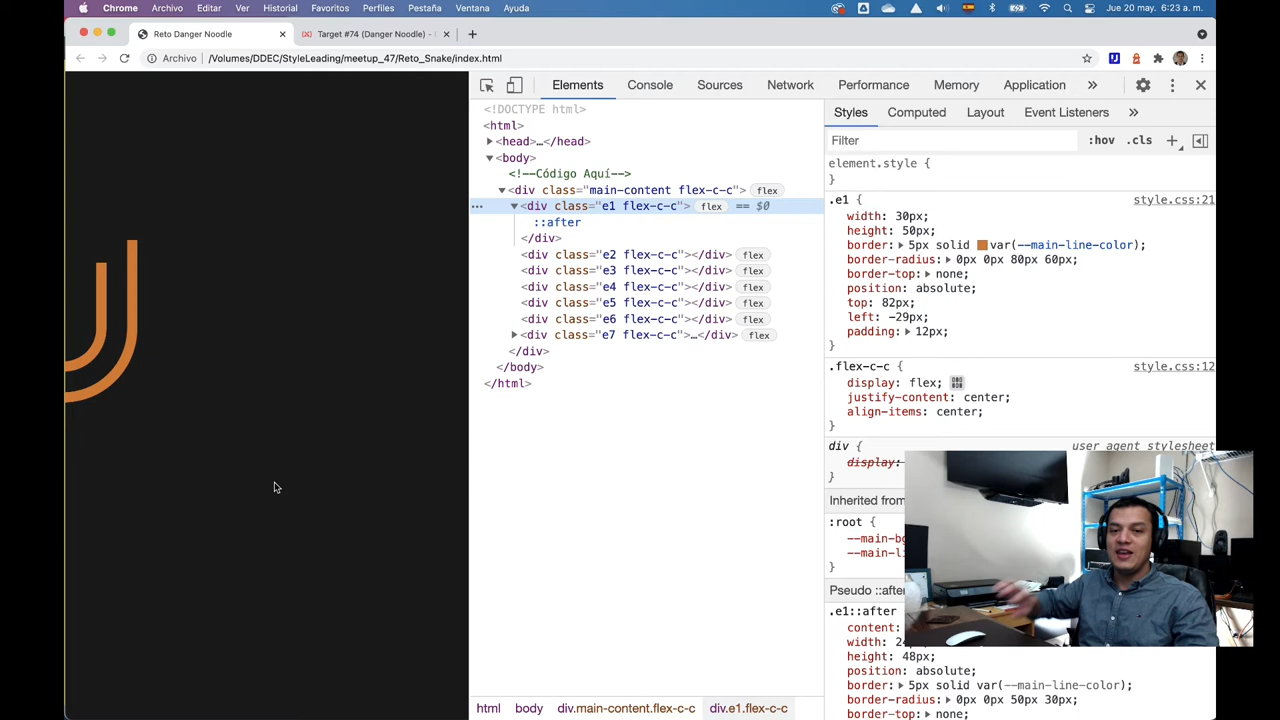 Chrome Archivo Editar Ver Historial Favoritos Perfiles Pestaña Ventana Ayuda Jue 20 may. 6:23 a. m.
Reto Danger Noodle Target #74 (Danger Noodle) -
Archivo /Volumes/DDEC/StyleLeading/meetup_47/Reto_Snake/index.html
Elements Console Sources Network Performance Memory Application
<!DOCTYPE html>
<html>
<head>…</head>
<body>
<!--Código Aquí-->
<div class="main-content flex-c-c"> flex
<div class="e1 flex-c-c"> flex == $0
::after
</div>
<div class="e2 flex-c-c"></div> flex
<div class="e3 flex-c-c"></div> flex
<div class="e4 flex-c-c"></div> flex
<div class="e5 flex-c-c"></div> flex
<div class="e6 flex-c-c"></div> flex
<div class="e7 flex-c-c">…</div> flex
</div>
</body>
</html>
html body div.main-content.flex-c-c div.e1.flex-c-c
Styles Computed Layout Event Listeners
Filter :hov .cls
element.style {
}
.e1 { style.css:21
width: 30px;
height: 50px;
border: 5px solid var(--main-line-color);
border-radius: 0px 0px 80px 60px;
border-top: none;
position: absolute;
top: 82px;
left: -29px;
padding: 12px;
}
.flex-c-c { style.css:12
display: flex;
justify-content: center;
align-items: center;
}
div { user agent stylesheet
display:
}
Inherited from
:root {
--main-
--main-
}
Pseudo ::after
.e1::after
content:
width:
height: 48px;
position: absolute;
border: 5px solid var(--main-line-color);
border-radius: 0px 0px 50px 30px;
border-top: none;